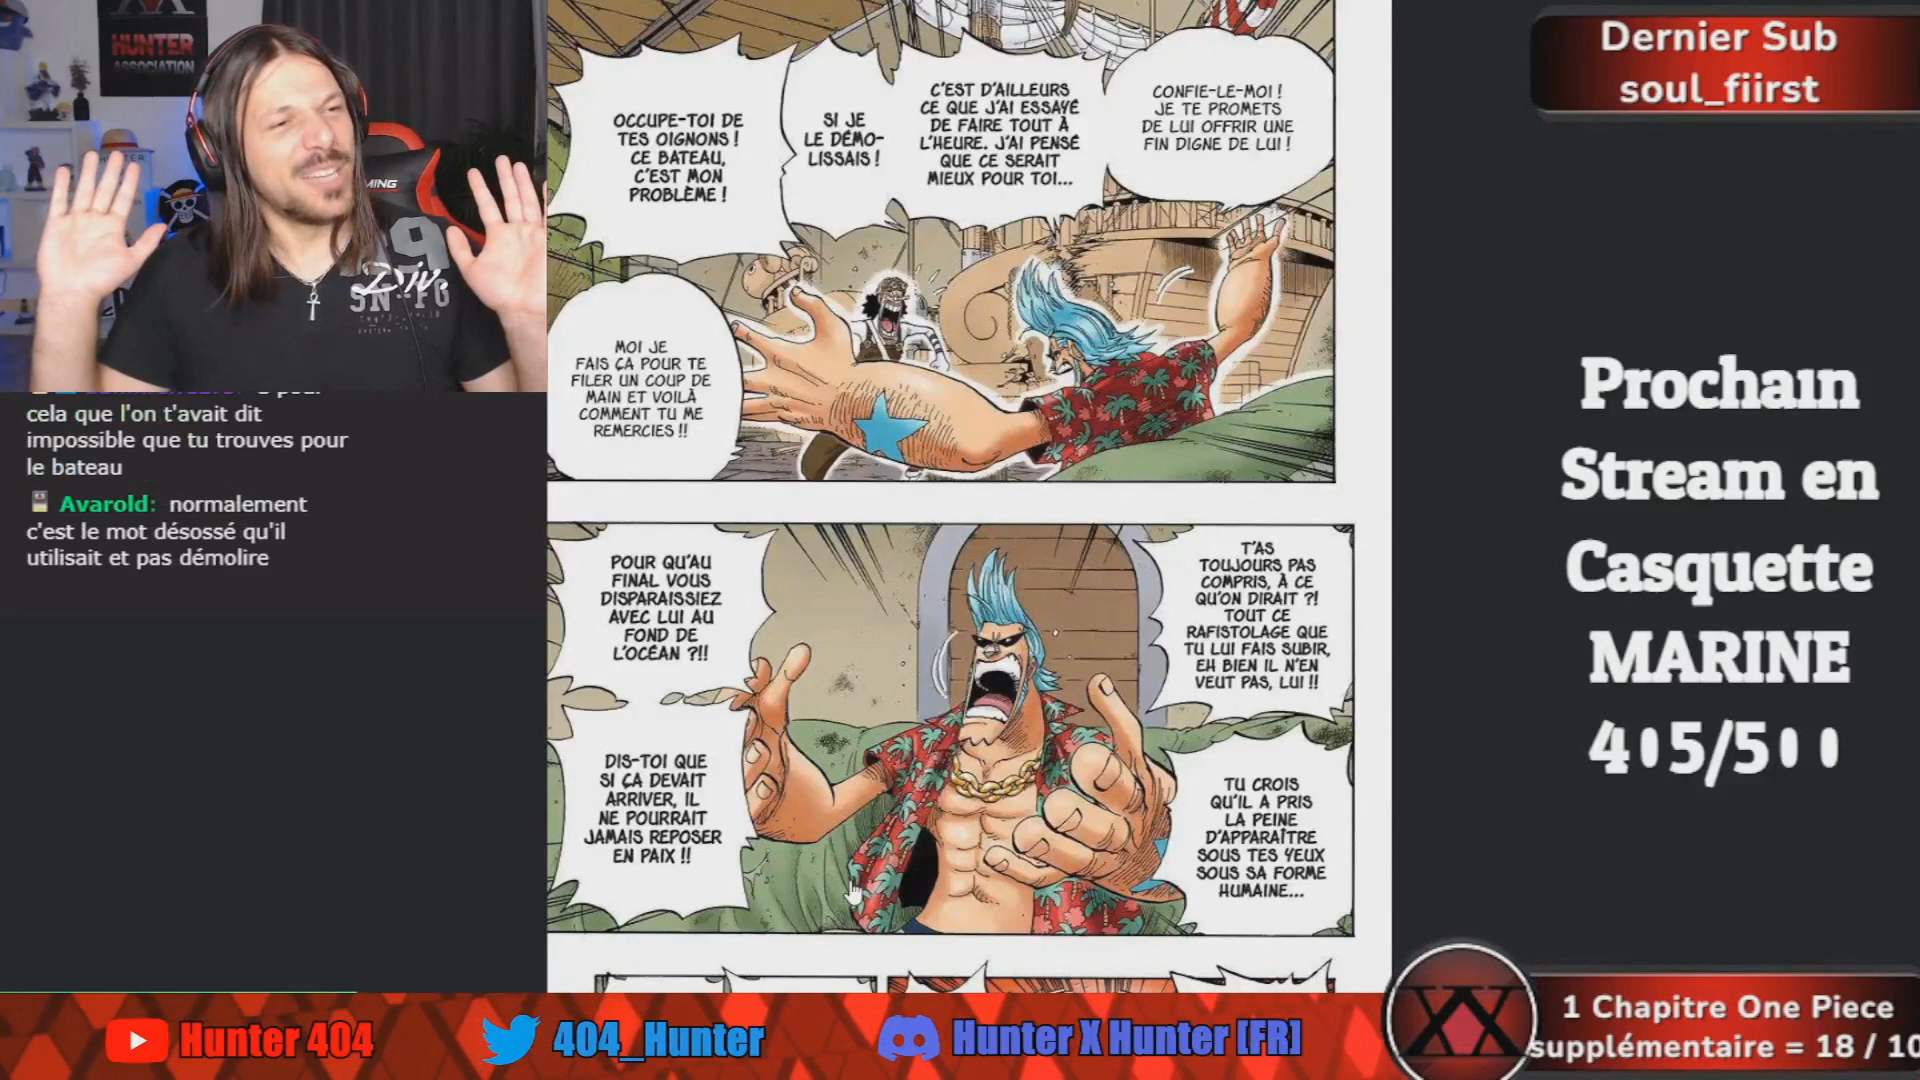 HUNTER
ASSOCIATION
Div.
cela que l'on t'avait dit
impossible que tu trouves pour
le bateau
Avarold: normalement
c'est le mot désossé qu'il
utilisait et pas démolire
CONFIE-LE-MOI !
JE TE PROMETS
DE LUI OFFRIR UNE
FIN DIGNE DE LUI !
C'EST D'AILLEURS
CE QUE J'AI ESSAYÉ
DE FAIRE TOUT À
L'HEURE. J'AI PENSÉ
QUE CE SERAIT
MIEUX POUR TOI...
SI JE
LE DÉMO-
LISSAIS !
OCCUPE-TOI DE
TES OIGNONS !
CE BATEAU,
C'EST MON
PROBLÈME !
MOI JE
FAIS ÇA POUR TE
FILER UN COUP DE
MAIN ET VOILÀ
COMMENT TU ME
REMERCIES !!
T'AS
TOUJOURS PAS
COMPRIS, À CE
QU'ON DIRAIT ?!
TOUT CE
RAFISTOLAGE QUE
TU LUI FAIS SUBIR,
EH BIEN IL N'EN
VEUT PAS, LUI !!
TU CROIS
QU'IL A PRIS
LA PEINE
D'APPARAÎTRE
SOUS TES YEUX
SOUS SA FORME
HUMAINE...
POUR QU'AU
FINAL VOUS
DISPARAISSIEZ
AVEC LUI AU
FOND DE
L'OCÉAN ?!!
DIS-TOI QUE
SI ÇA DEVAIT
ARRIVER, IL
NE POURRAIT
JAMAIS REPOSER
EN PAIX !!
Dernier Sub
soul_fiirst
Prochain
Stream en
Casquette
MARINE
405/500
Hunter 404
404_Hunter
Hunter X Hunter [FR]
1 Chapitre One Piece
supplémentaire = 18 / 10